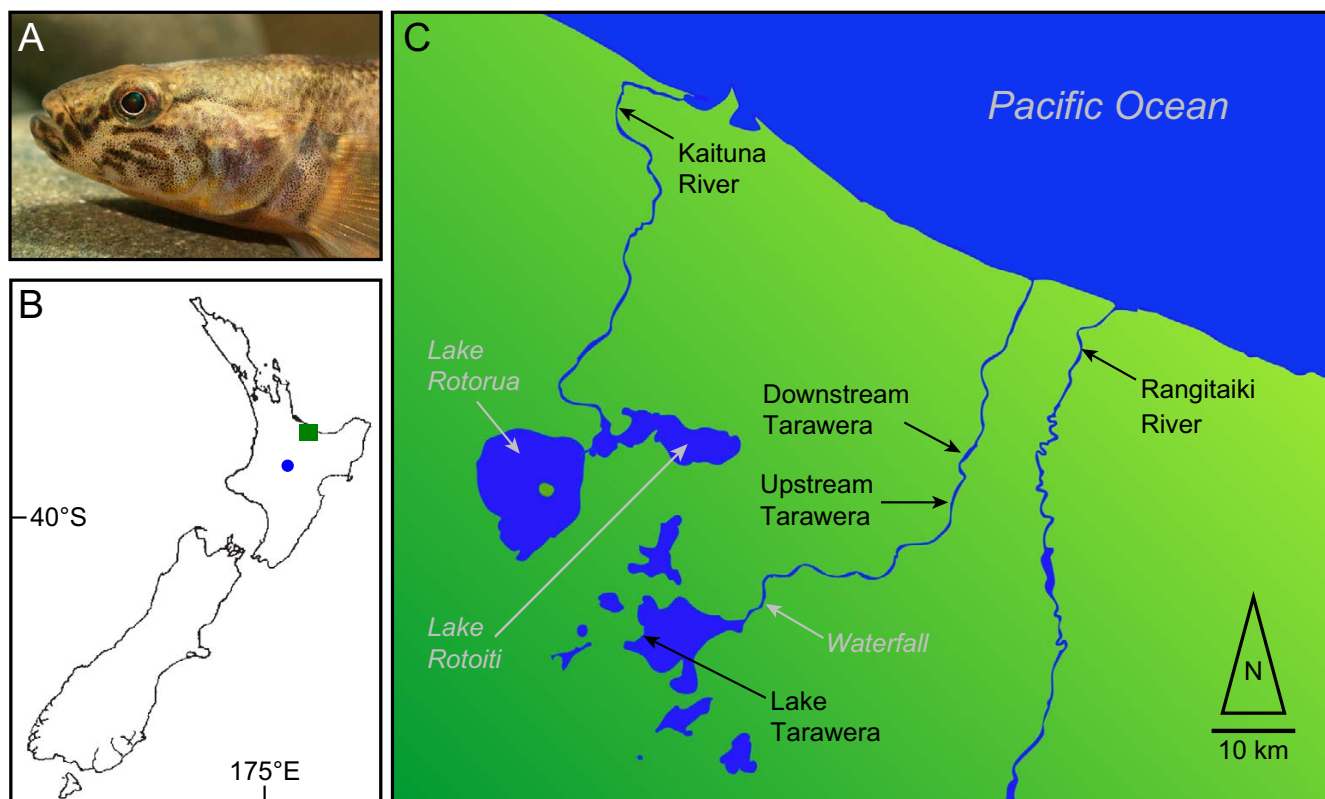 A
B
40°S
175°E
C
Pacific Ocean
Kaituna
River
Lake
Rotorua
Downstream
Tarawera
Rangitaiki
River
Upstream
Tarawera
Lake
Rotoiti
Waterfall
Lake
Tarawera
N
10 km